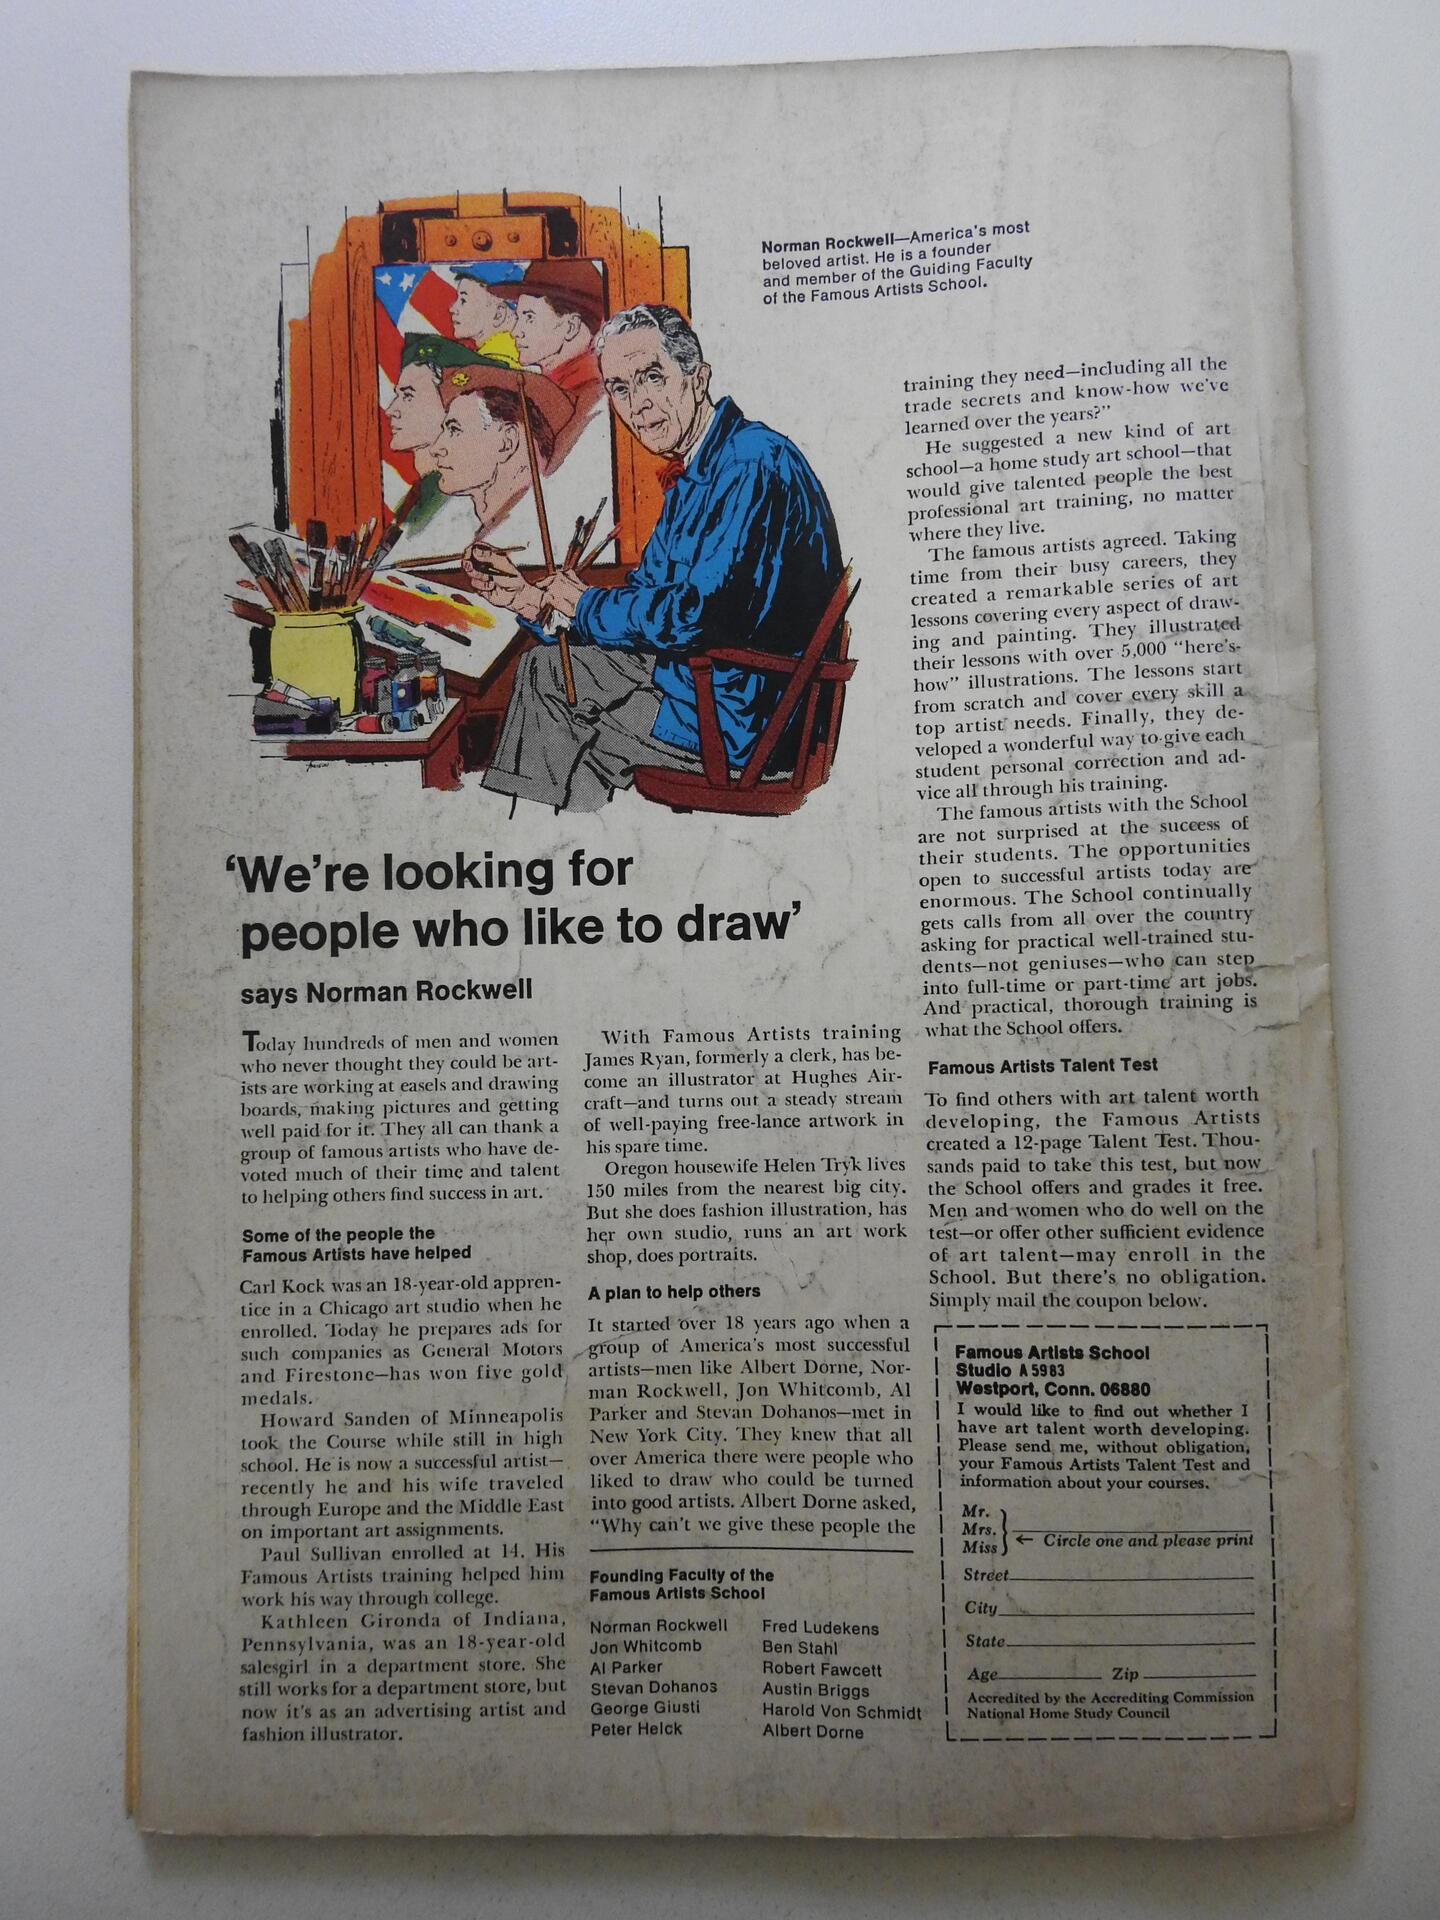 Norman Rockwell—America's most
beloved artist. He is a founder
and member of the Guiding Faculty
of the Famous Artists School.
'We're looking for
people who like to draw'
says Norman Rockwell
Today hundreds of men and women
who never thought they could be art-
ists are working at easels and drawing
boards, making pictures and getting
well paid for it. They all can thank a
group of famous artists who have de-
voted much of their time and talent
to helping others find success in art.
Some of the people the
Famous Artists have helped
Carl Kock was an 18-year-old appren-
tice in a Chicago art studio when he
enrolled. Today he prepares ads for
such companies as General Motors
and Firestone—has won five gold
medals.
Howard Sanden of Minneapolis
took the Course while still in high
school. He is now a successful artist—
recently he and his wife traveled
through Europe and the Middle East
on important art assignments.
Paul Sullivan enrolled at 14. His
Famous Artists training helped him
work his way through college.
Kathleen Gironda of Indiana,
Pennsylvania, was an 18-year-old
salesgirl in a department store. She
still works for a department store, but
now it's as an advertising artist and
fashion illustrator.
With Famous Artists training
James Ryan, formerly a clerk, has be-
come an illustrator at Hughes Air-
craft—and turns out a steady stream
of well-paying free-lance artwork in
his spare time.
Oregon housewife Helen Tryk lives
150 miles from the nearest big city.
But she does fashion illustration, has
her own studio, runs an art work
shop, does portraits.
A plan to help others
It started over 18 years ago when a
group of America's most successful
artists—men like Albert Dorne, Nor-
man Rockwell, Jon Whitcomb, Al
Parker and Stevan Dohanos—met in
New York City. They knew that all
over America there were people who
liked to draw who could be turned
into good artists. Albert Dorne asked,
"Why can't we give these people the
training they need—including all the
trade secrets and know-how we've
learned over the years?"
He suggested a new kind of art
school—a home study art school—that
would give talented people the best
professional art training, no matter
where they live.
The famous artists agreed. Taking
time from their busy careers, they
created a remarkable series of art
lessons covering every aspect of draw-
ing and painting. They illustrated
their lessons with over 5,000 "here's-
how" illustrations. The lessons start
from scratch and cover every skill a
top artist needs. Finally, they de-
veloped a wonderful way to give each
student personal correction and ad-
vice all through his training.
The famous artists with the School
are not surprised at the success of
their students. The opportunities
open to successful artists today are
enormous. The School continually
gets calls from all over the country
asking for practical well-trained stu-
dents—not geniuses—who can step
into full-time or part-time art jobs.
And practical, thorough training is
what the School offers.
Famous Artists Talent Test
To find others with art talent worth
developing, the Famous Artists
created a 12-page Talent Test. Thou-
sands paid to take this test, but now
the School offers and grades it free.
Men and women who do well on the
test—or offer other sufficient evidence
of art talent—may enroll in the
School. But there's no obligation.
Simply mail the coupon below.
Founding Faculty of the
Famous Artists School
Norman Rockwell
Jon Whitcomb
Al Parker
Stevan Dohanos
George Giusti
Peter Helck
Fred Ludekens
Ben Stahl
Robert Fawcett
Austin Briggs
Harold Von Schmidt
Albert Dorne
Famous Artists School
Studio A5983
Westport, Conn. 06880
I would like to find out whether I
have art talent worth developing.
Please send me, without obligation,
your Famous Artists Talent Test and
information about your courses.
Mr.
Mrs.
Miss
← Circle one and please print
Street
City
State
Age Zip
Accredited by the Accrediting Commission
National Home Study Council